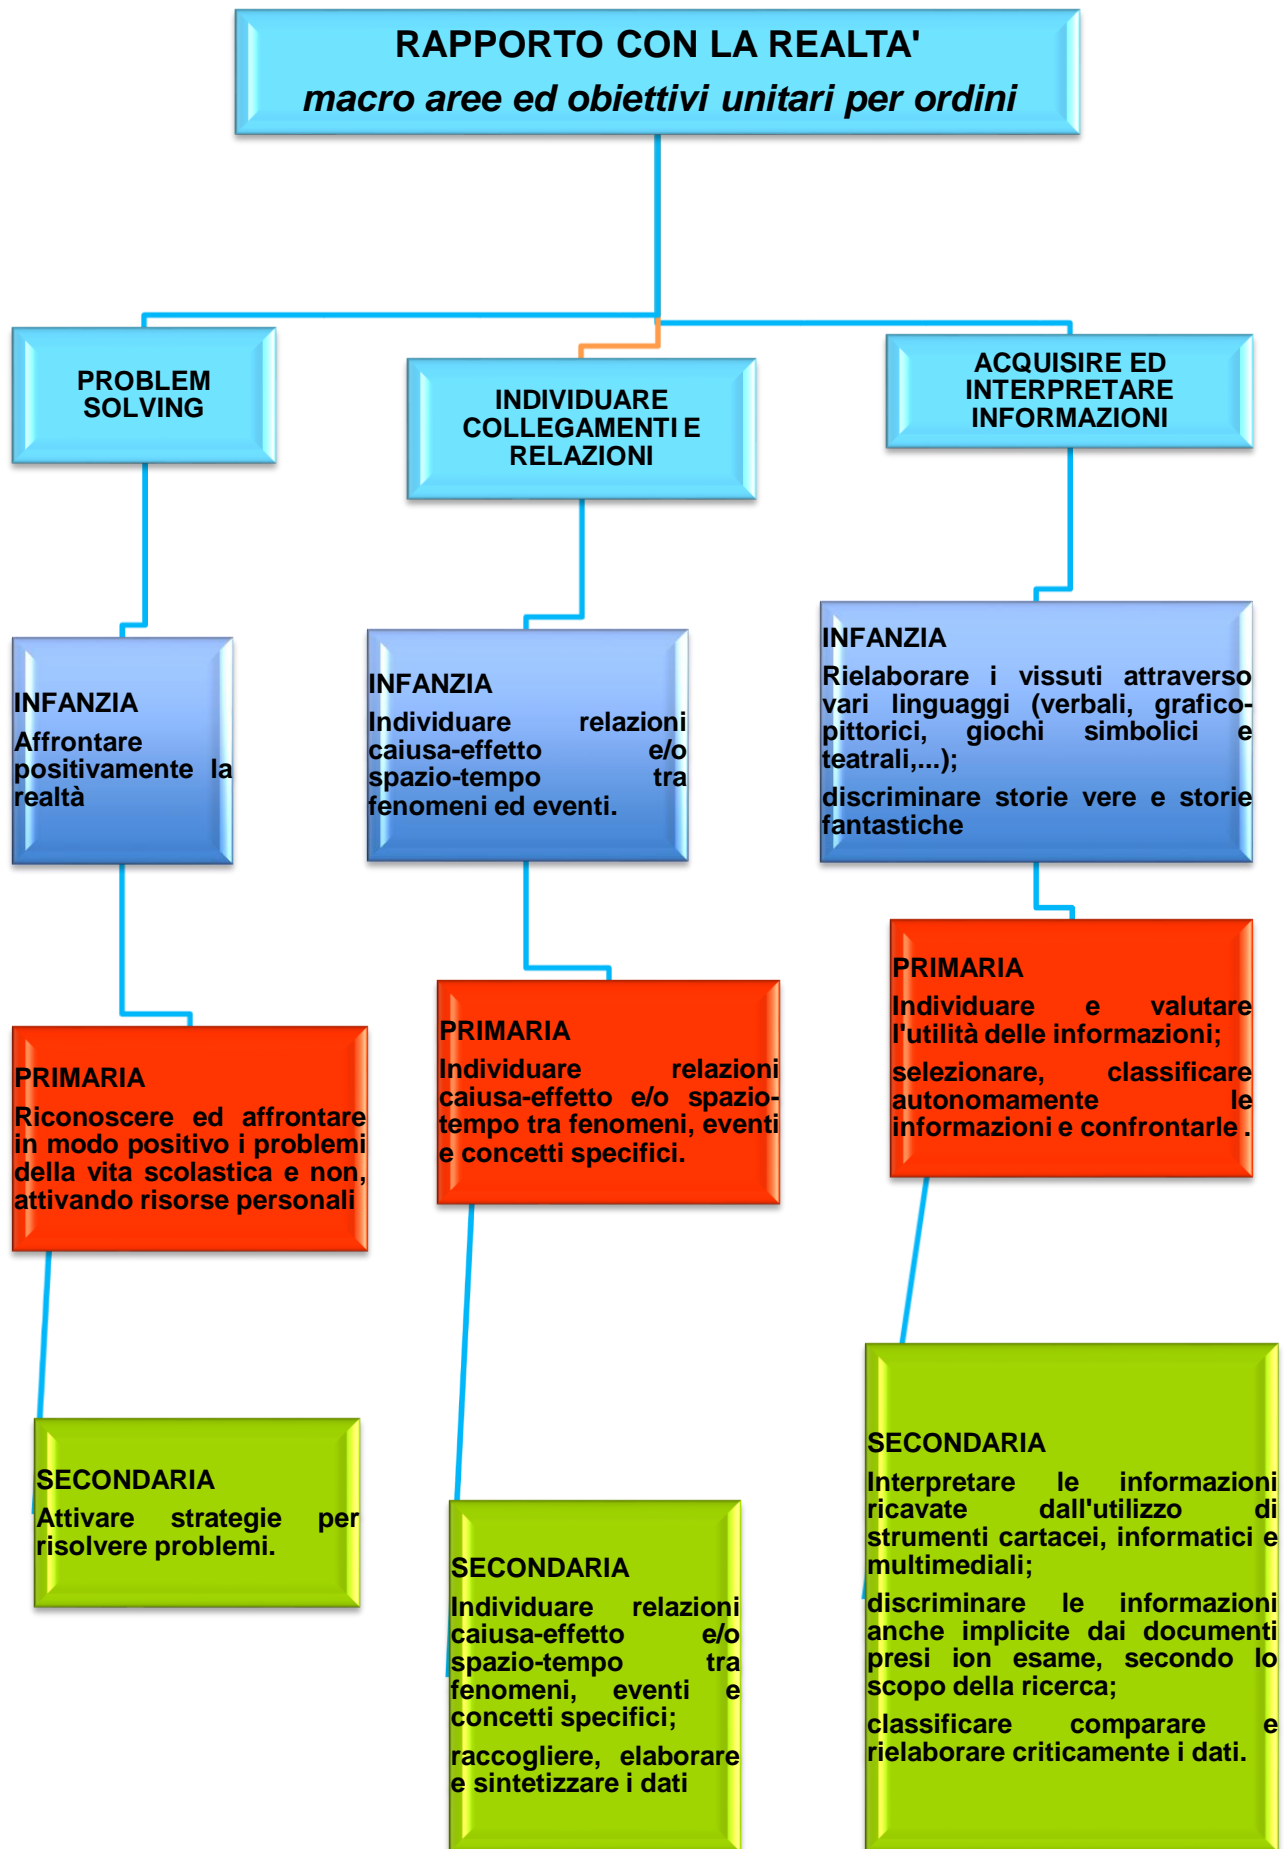 RAPPORTO CON LA REALTA'
macro aree ed obiettivi unitari per ordini
PROBLEM
SOLVING
INDIVIDUARE
COLLEGAMENTI E
RELAZIONI
ACQUISIRE ED
INTERPRETARE
INFORMAZIONI
INFANZIA
Affrontare
positivamente la
realtà
INFANZIA
Individuare relazioni
caiusa-effetto e/o
spazio-tempo tra
fenomeni ed eventi.
INFANZIA
Rielaborare i vissuti attraverso
vari linguaggi (verbali, grafico-
pittorici, giochi simbolici e
teatrali,...);
discriminare storie vere e storie
fantastiche
PRIMARIA
Riconoscere ed affrontare
in modo positivo i problemi
della vita scolastica e non,
attivando risorse personali
PRIMARIA
Individuare relazioni
caiusa-effetto e/o spazio-
tempo tra fenomeni, eventi
e concetti specifici.
PRIMARIA
Individuare e valutare
l'utilità delle informazioni;
selezionare, classificare
autonomamente le
informazioni e confrontarle .
SECONDARIA
Attivare strategie per
risolvere problemi.
SECONDARIA
Individuare relazioni
caiusa-effetto e/o
spazio-tempo tra
fenomeni, eventi e
concetti specifici;
raccogliere, elaborare
e sintetizzare i dati
SECONDARIA
Interpretare le informazioni
ricavate dall'utilizzo di
strumenti cartacei, informatici e
multimediali;
discriminare le informazioni
anche implicite dai documenti
presi ion esame, secondo lo
scopo della ricerca;
classificare comparare e
rielaborare criticamente i dati.